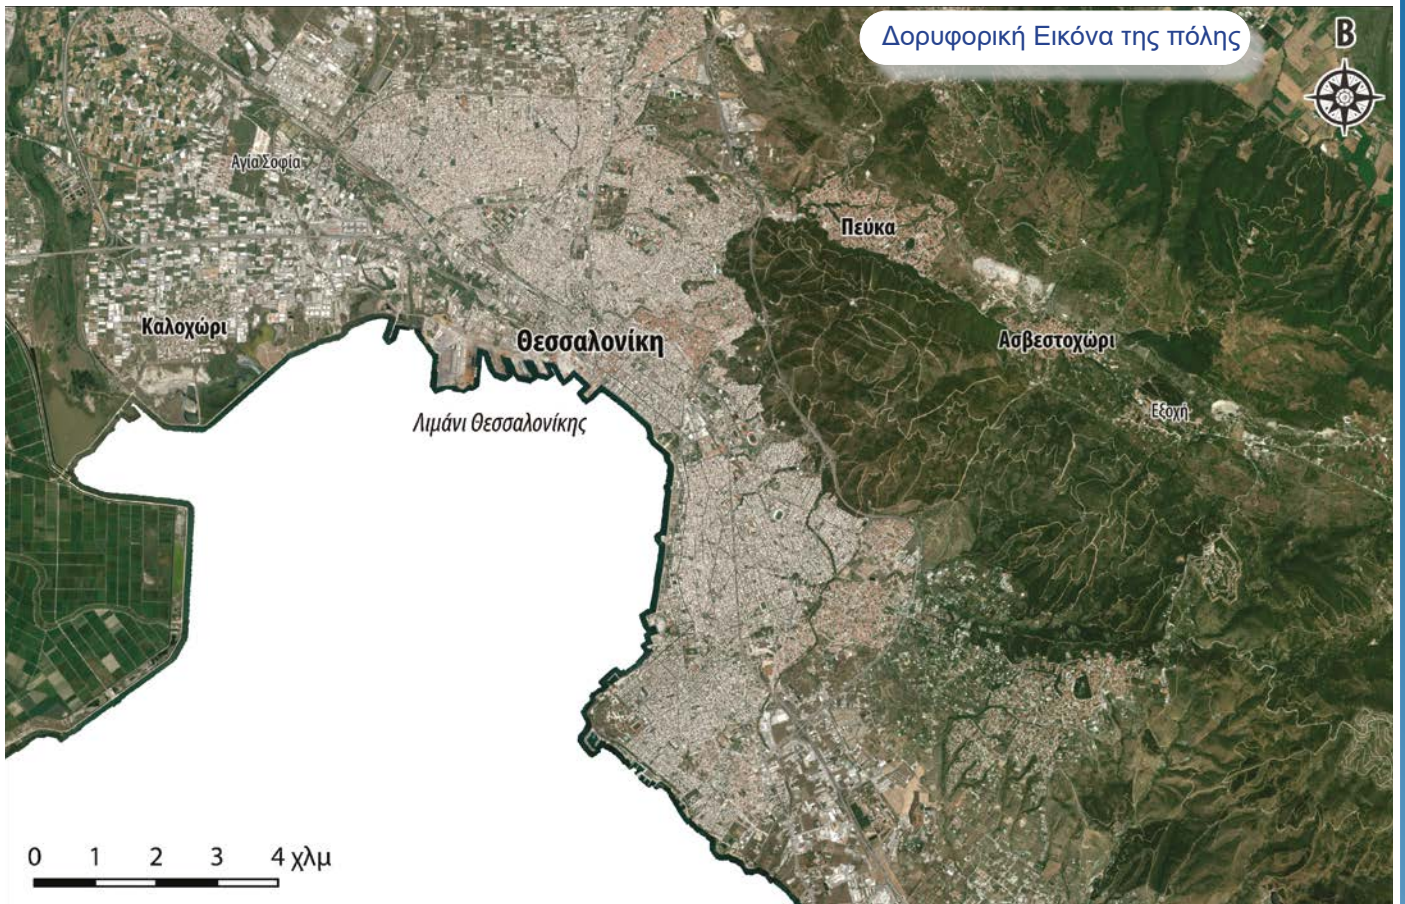 Δορυφορική Εικόνα της πόλης
Β
Αγία Σοφία
Πεύκα
Καλοχώρι
Θεσσαλονίκη
Ασβεστοχώρι
Εξοχή
Λιμάνι Θεσσαλονίκης
0 1 2 3 4 χλμ